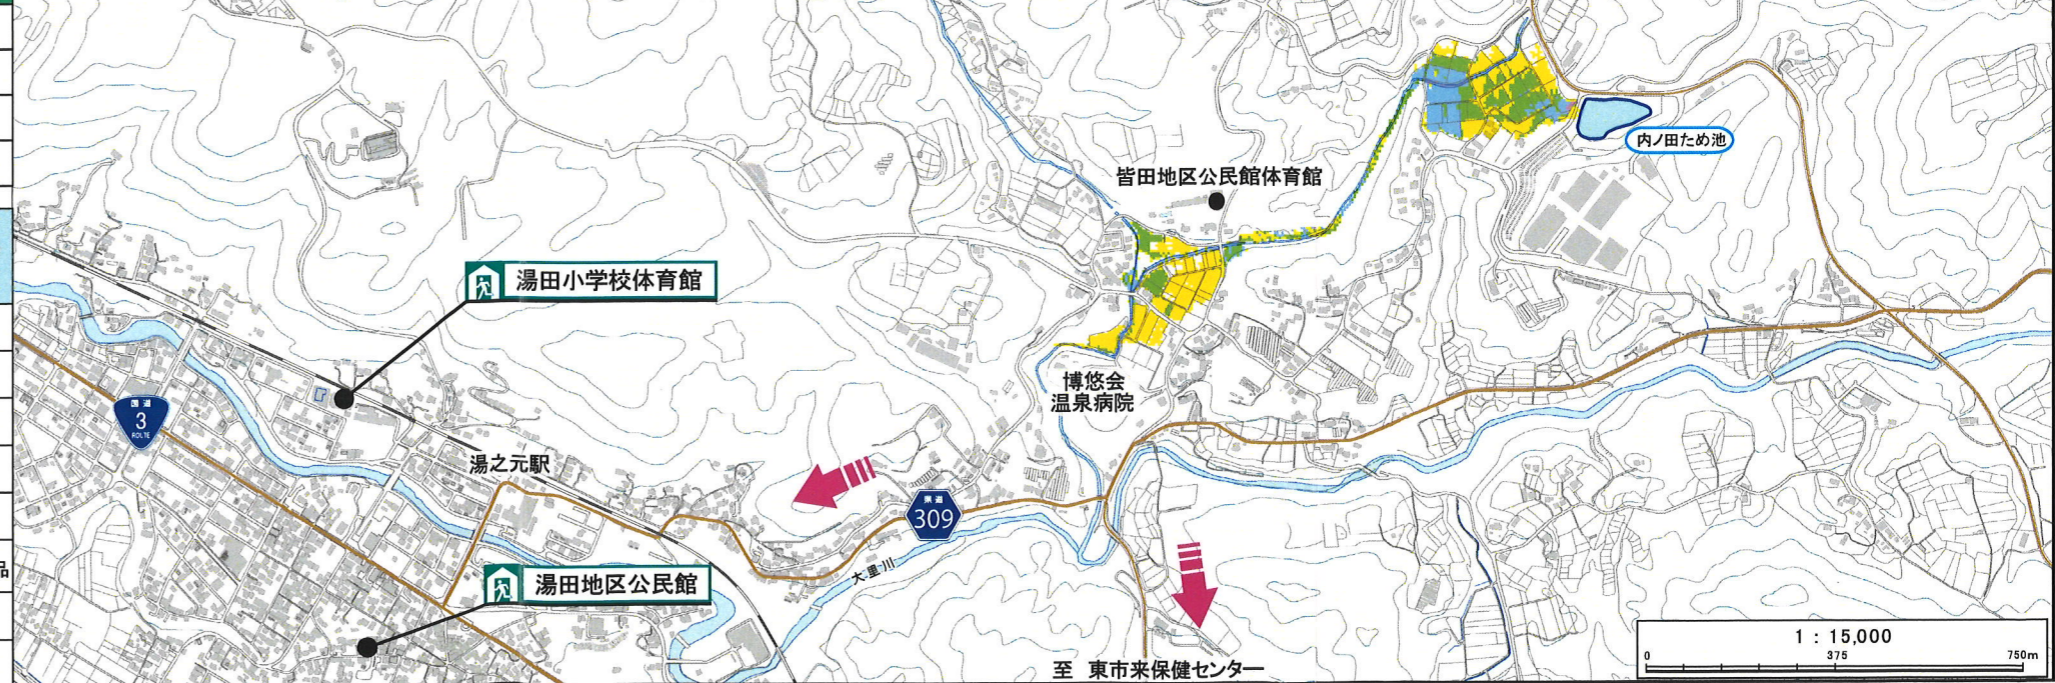 内ノ田ため池
皆田地区公民館体育館
湯田小学校体育館
博悠会
温泉病院
国道
3
ROUTE
湯之元駅
県道
309
大里川
湯田地区公民館
品
至 東市来保健センター
1 : 15,000
0 375 750m